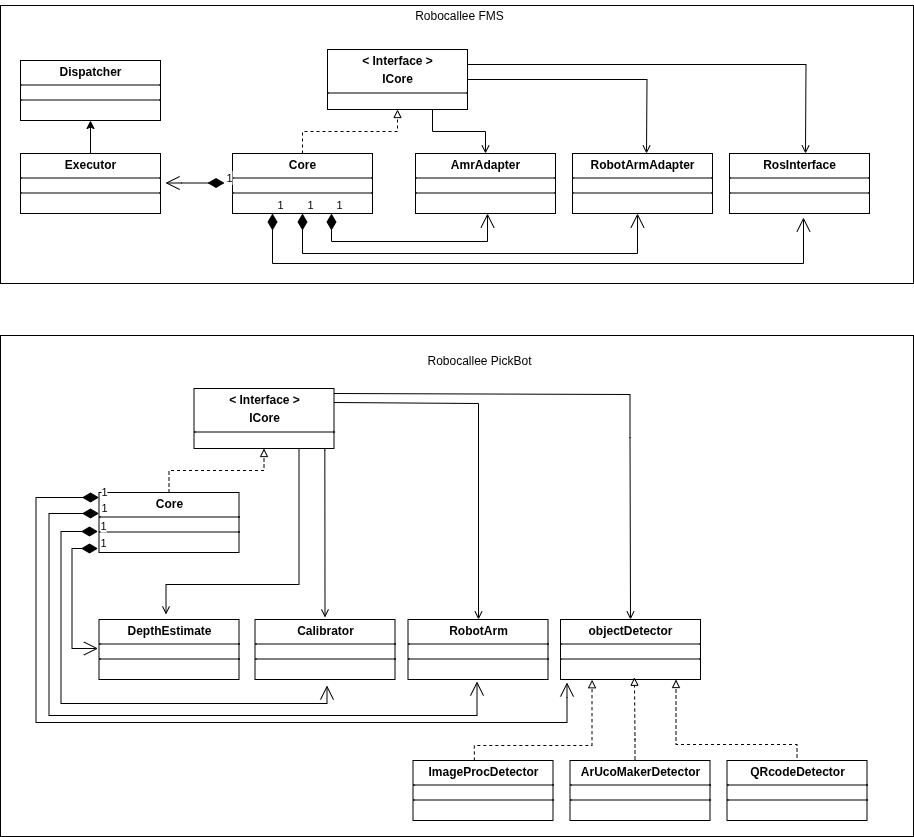 Robocallee FMS
< Interface >
ICore
Dispatcher
Executor
1
Core
1 1 1
AmrAdapter
RobotArmAdapter
RosInterface
Robocallee PickBot
< Interface >
ICore
1
1
1
1
Core
DepthEstimate
Calibrator
RobotArm
objectDetector
ImageProcDetector
ArUcoMakerDetector
QRcodeDetector